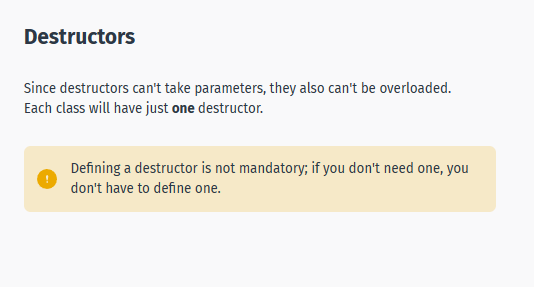 Destructors
Since destructors can't take parameters, they also can't be overloaded.
Each class will have just one destructor.
!
Defining a destructor is not mandatory; if you don't need one, you
don't have to define one.